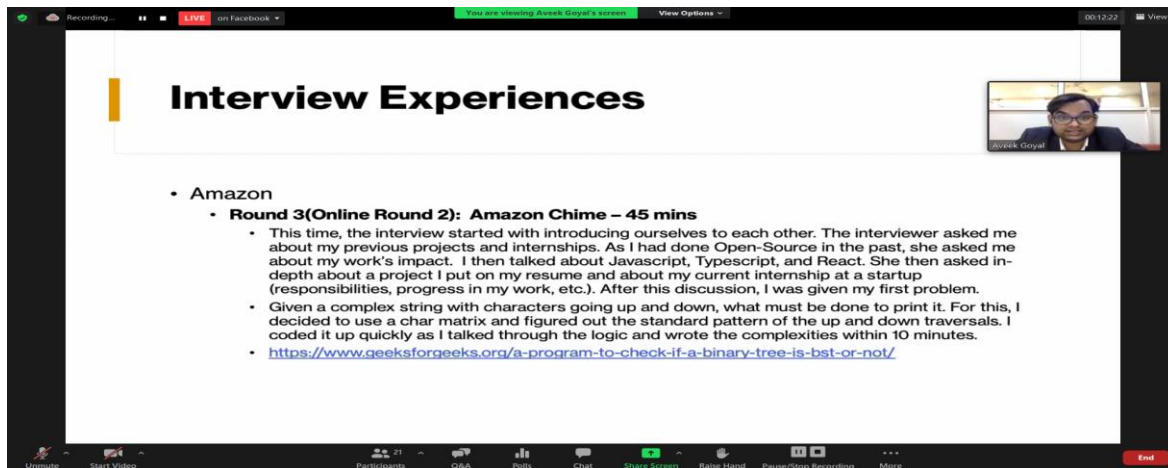 Recording...
LIVE on Facebook
You are viewing Aveek Goyal's screen
View Options
00:12:22
View
Interview Experiences
Aveek Goyal
• Amazon
• Round 3(Online Round 2): Amazon Chime – 45 mins
• This time, the interview started with introducing ourselves to each other. The interviewer asked me
about my previous projects and internships. As I had done Open-Source in the past, she asked me
about my work's impact. I then talked about Javascript, Typescript, and React. She then asked in-
depth about a project I put on my resume and about my current internship at a startup
(responsibilities, progress in my work, etc.). After this discussion, I was given my first problem.
• Given a complex string with characters going up and down, what must be done to print it. For this, I
decided to use a char matrix and figured out the standard pattern of the up and down traversals. I
coded it up quickly as I talked through the logic and wrote the complexities within 10 minutes.
• https://www.geeksforgeeks.org/a-program-to-check-if-a-binary-tree-is-bst-or-not/
21
Unmute
Start Video
Participants
Q&A
Polls
Chat
Share Screen
Raise Hand
Pause/Stop Recording
More
End